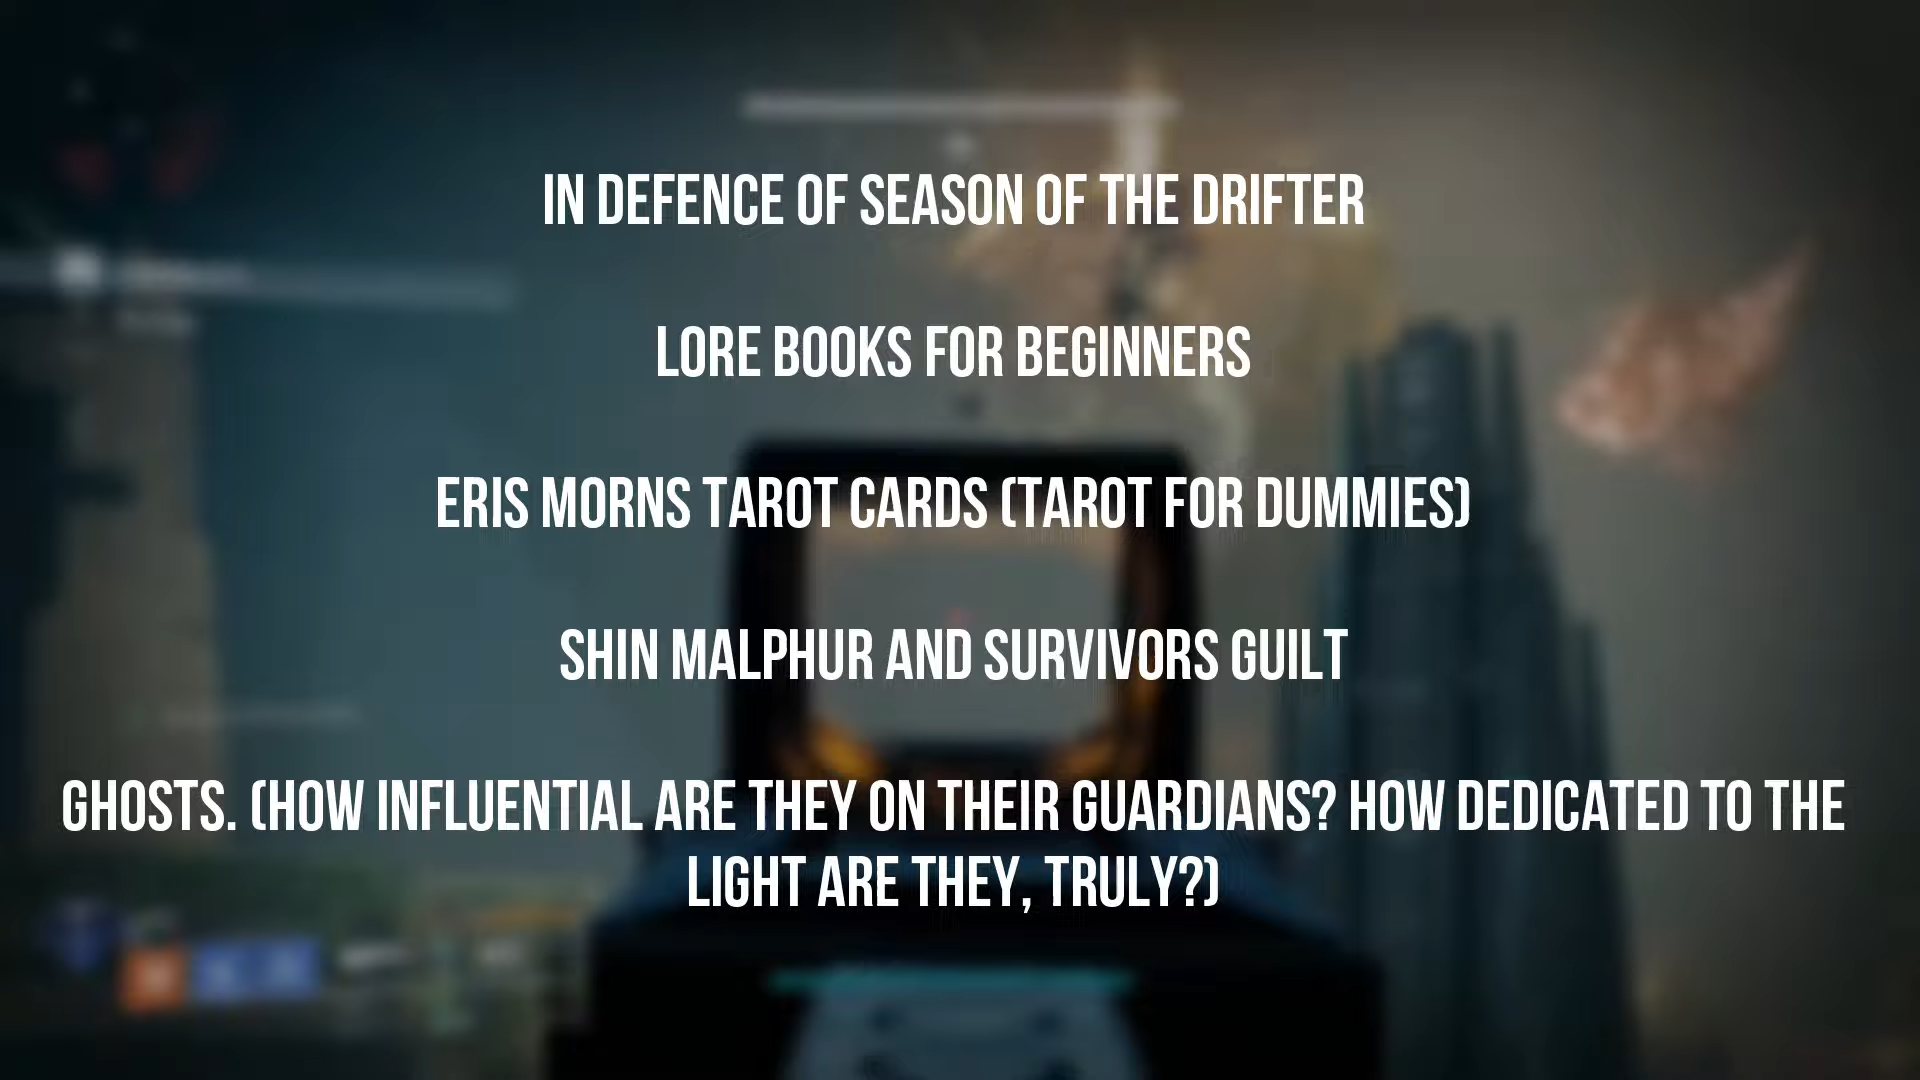 IN DEFENCE OF SEASON OF THE DRIFTER
LORE BOOKS FOR BEGINNERS
ERIS MORNS TAROT CARDS (TAROT FOR DUMMIES)
SHIN MALPHUR AND SURVIVORS GUILT
GHOSTS. (HOW INFLUENTIAL ARE THEY ON THEIR GUARDIANS? HOW DEDICATED TO THE
LIGHT ARE THEY, TRULY?)